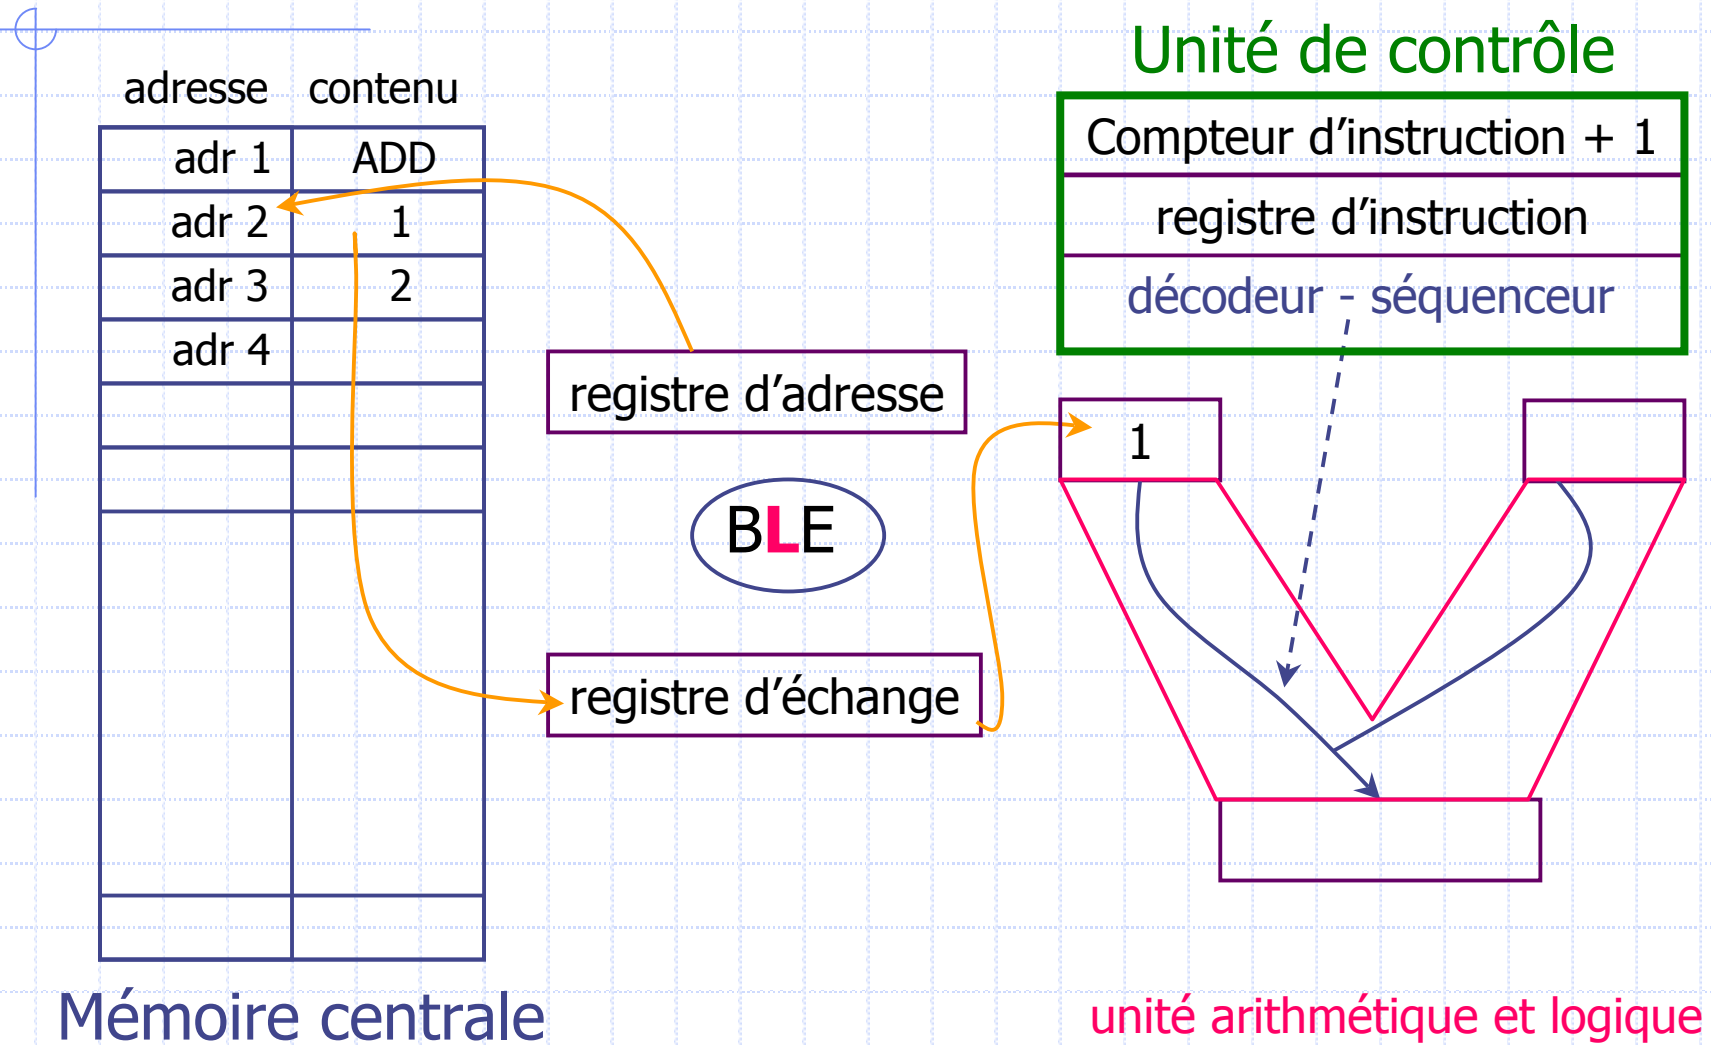 adresse contenu
adr 1 ADD
adr 2 1
adr 3 2
adr 4
registre d’adresse
BLE
registre d’échange
Mémoire centrale
Unité de contrôle
Compteur d’instruction + 1
registre d’instruction
décodeur - séquenceur
1
unité arithmétique et logique